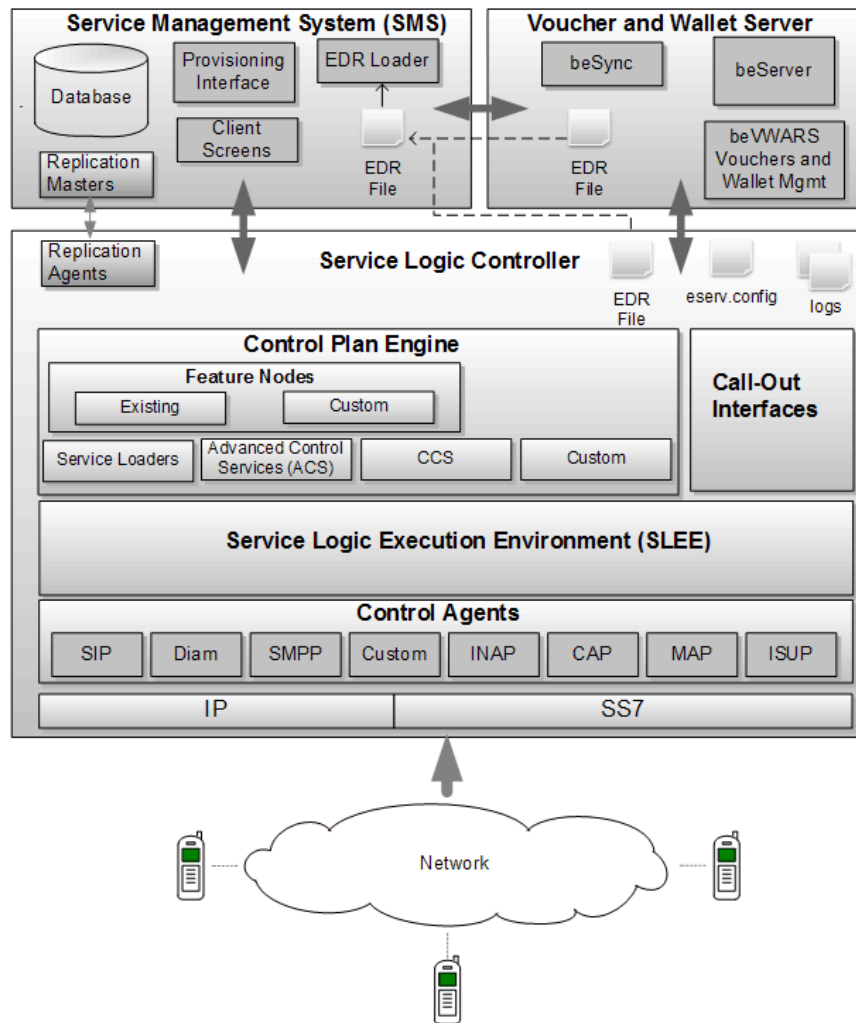 Service Management System (SMS)
Database
Provisioning
Interface
EDR Loader
Client
Screens
EDR
File
Replication
Masters
Voucher and Wallet Server
beSync
beServer
EDR
File
beVWARS
Vouchers and
Wallet Mgmt
Replication
Agents
Service Logic Controller
EDR
File
eserv.config
logs
Control Plan Engine
Feature Nodes
Existing
Custom
Service Loaders
Advanced Control
Services (ACS)
CCS
Custom
Call-Out
Interfaces
Service Logic Execution Environment (SLEE)
Control Agents
SIP
Diam
SMPP
Custom
INAP
CAP
MAP
ISUP
IP
SS7
Network